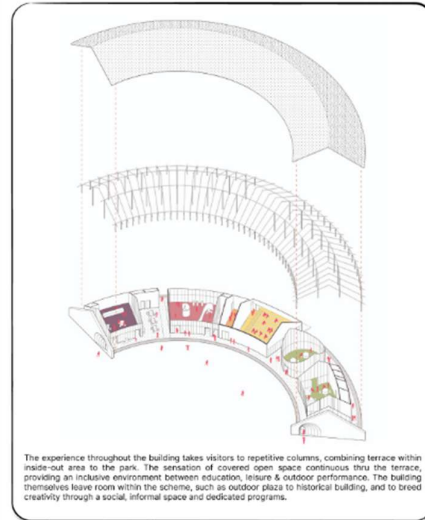 The experience throughout the building takes visitors to repetitive columns, combining terrace within
inside-out area to the park. The sensation of covered open space continuous thru the terrace,
providing an inclusive environment between education, leisure & outdoor performance. The building
themselves leave room within the scheme, such as outdoor plaza to historical building, and to breed
creativity through a social, informal space and dedicated programs.